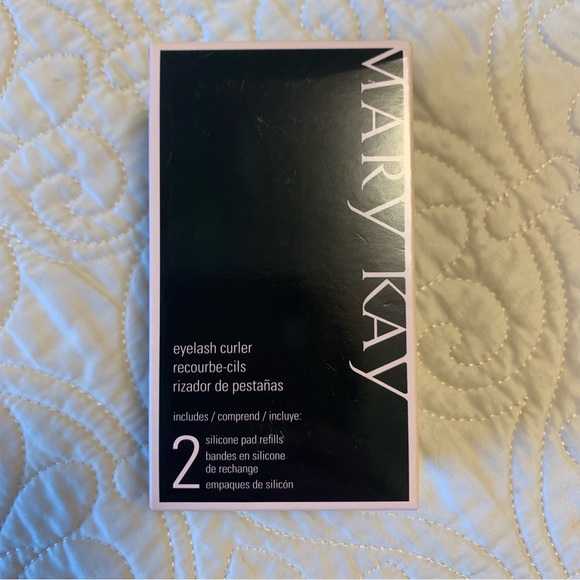 MARY KAY
eyelash curler
recourbe-cils
rizador de pestañas
includes / comprend / incluye:
2
silicone pad refills
bandes en silicone
de rechange
empaques de silicón